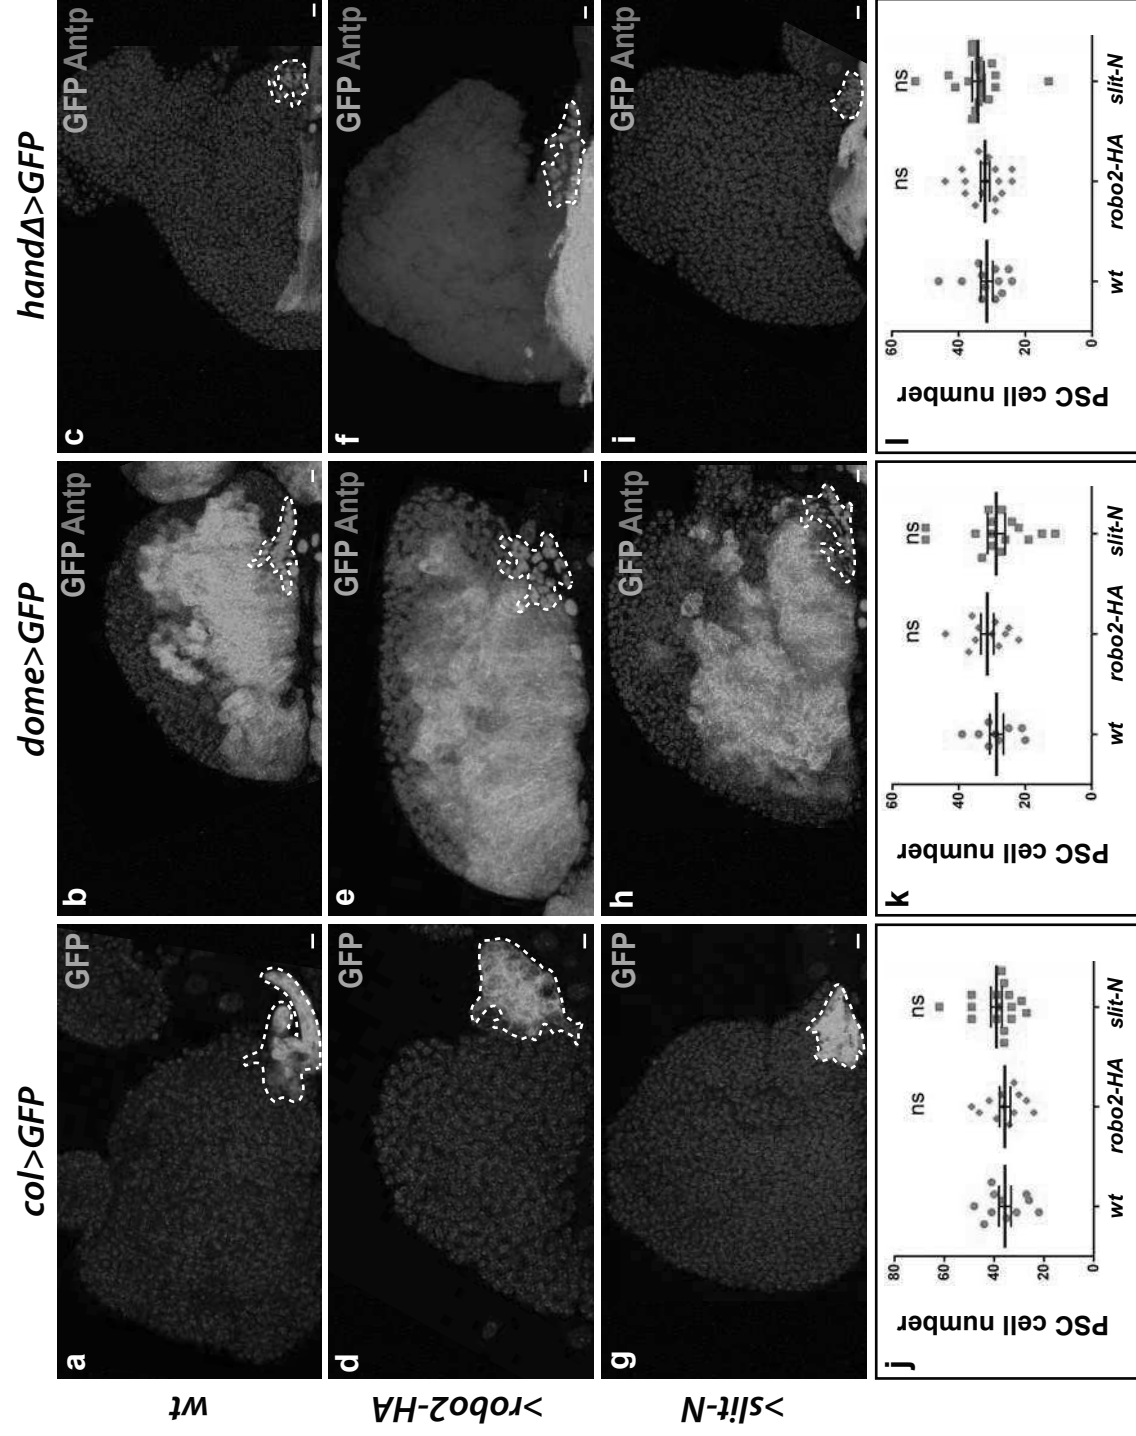 col>GFP
dome>GFP
handΔ>GFP
wt
a
GFP
b
GFP Antp
c
GFP Antp
>robo2-HA
d
GFP
e
GFP Antp
f
GFP Antp
>slit-N
g
GFP
h
GFP Antp
i
GFP Antp
j
PSC cell number
80
60
40
20
0
ns
ns
wt
robo2-HA
slit-N
k
PSC cell number
60
40
20
0
ns
ns
wt
robo2-HA
slit-N
l
PSC cell number
60
40
20
0
ns
ns
wt
robo2-HA
slit-N